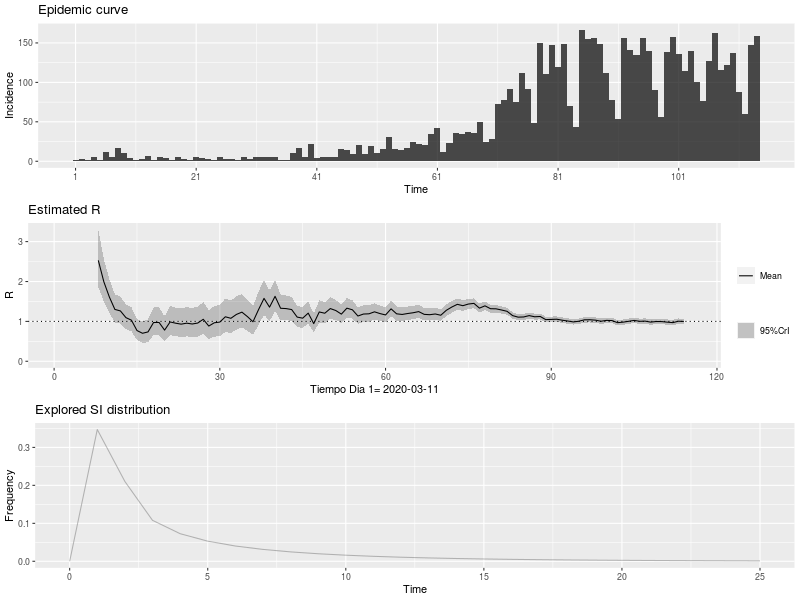 Epidemic curve
150
100
50
0
Incidence
1 21 41 61 81 101
Time
Estimated R
3
2
1
0
R
0 30 60 90 120
Tiempo Dia 1= 2020-03-11
Mean
95%CrI
Explored SI distribution
0.3
0.2
0.1
0.0
Frequency
0 5 10 15 20 25
Time